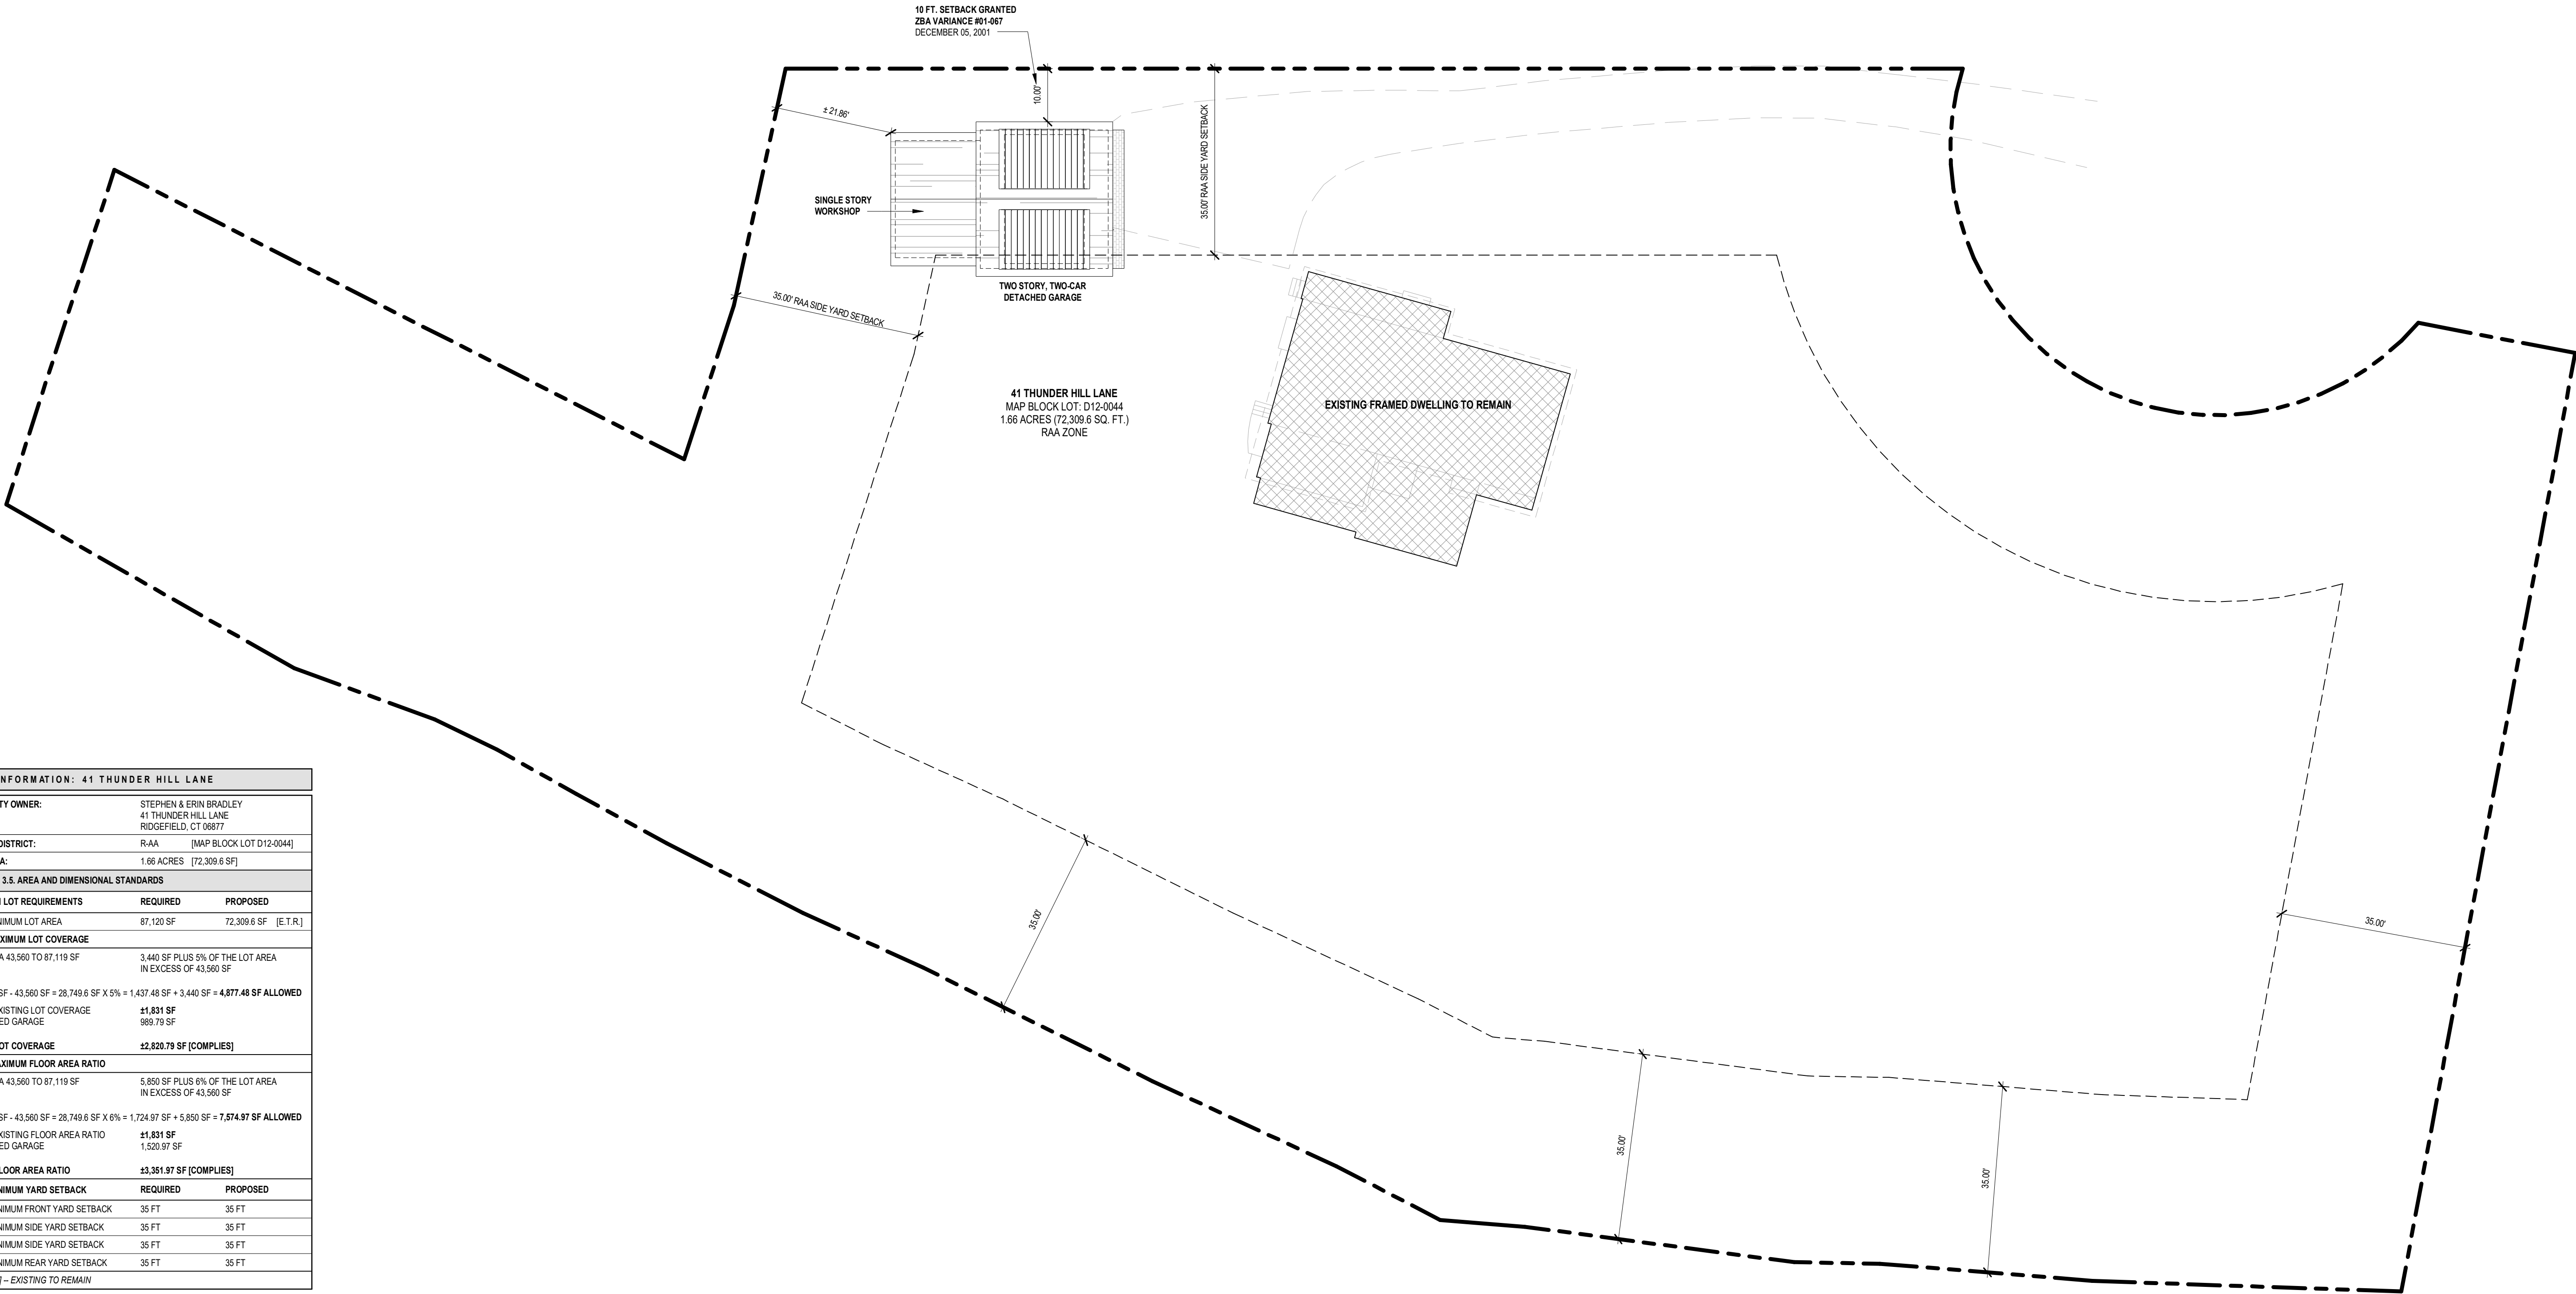 10 FT. SETBACK GRANTED
ZBA VARIANCE #01-067
DECEMBER 05, 2001
± 21.86'
10.00'
35.00' RAA SIDE YARD SETBACK
SINGLE STORY
WORKSHOP
TWO STORY, TWO-CAR
DETACHED GARAGE
35.00' RAA SIDE YARD SETBACK
41 THUNDER HILL LANE
MAP BLOCK LOT: D12-0044
1.66 ACRES (72,309.6 SQ. FT.)
RAA ZONE
EXISTING FRAMED DWELLING TO REMAIN
35.00'
35.00'
35.00'
35.00'
NFORMATION: 41 THUNDER HILL LANE
TY OWNER: STEPHEN & ERIN BRADLEY
41 THUNDER HILL LANE
RIDGEFIELD, CT 06877
DISTRICT: R-AA [MAP BLOCK LOT D12-0044]
A: 1.66 ACRES [72,309.6 SF]
3.5. AREA AND DIMENSIONAL STANDARDS
LOT REQUIREMENTS REQUIRED PROPOSED
NIMUM LOT AREA 87,120 SF 72,309.6 SF [E.T.R.]
XIMUM LOT COVERAGE
A 43,560 TO 87,119 SF 3,440 SF PLUS 5% OF THE LOT AREA
IN EXCESS OF 43,560 SF
SF - 43,560 SF = 28,749.6 SF X 5% = 1,437.48 SF + 3,440 SF = 4,877.48 SF ALLOWED
XISTING LOT COVERAGE ±1,831 SF
ED GARAGE 989.79 SF
OT COVERAGE ±2,820.79 SF [COMPLIES]
AXIMUM FLOOR AREA RATIO
A 43,560 TO 87,119 SF 5,850 SF PLUS 6% OF THE LOT AREA
IN EXCESS OF 43,560 SF
SF - 43,560 SF = 28,749.6 SF X 6% = 1,724.97 SF + 5,850 SF = 7,574.97 SF ALLOWED
XISTING FLOOR AREA RATIO ±1,831 SF
ED GARAGE 1,520.97 SF
LOOR AREA RATIO ±3,351.97 SF [COMPLIES]
NIMUM YARD SETBACK REQUIRED PROPOSED
NIMUM FRONT YARD SETBACK 35 FT 35 FT
NIMUM SIDE YARD SETBACK 35 FT 35 FT
NIMUM SIDE YARD SETBACK 35 FT 35 FT
NIMUM REAR YARD SETBACK 35 FT 35 FT
] – EXISTING TO REMAIN